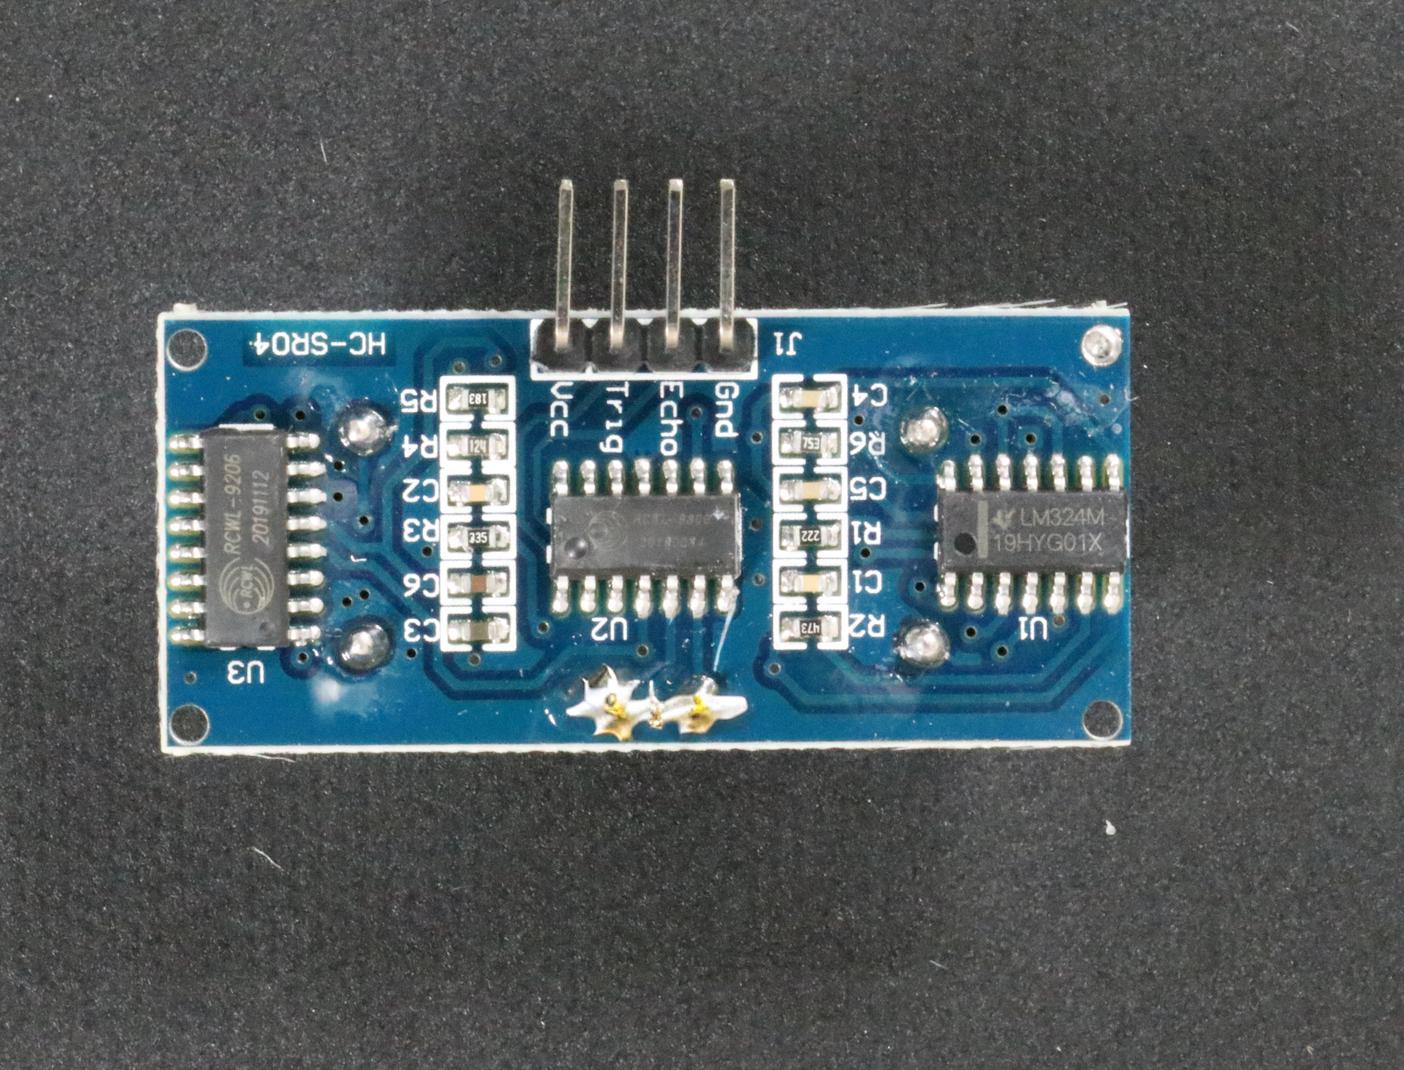 HC-SR04
J1
Vcc
Trig
Echo
Gnd
R5
183
R4
124
C2
R3
C6
C3
C4
R6
753
C5
R1
222
C1
R2
473
RCWL-9206
20191112
RCWL
U3
U2
LM324M
19HYG01X
U1